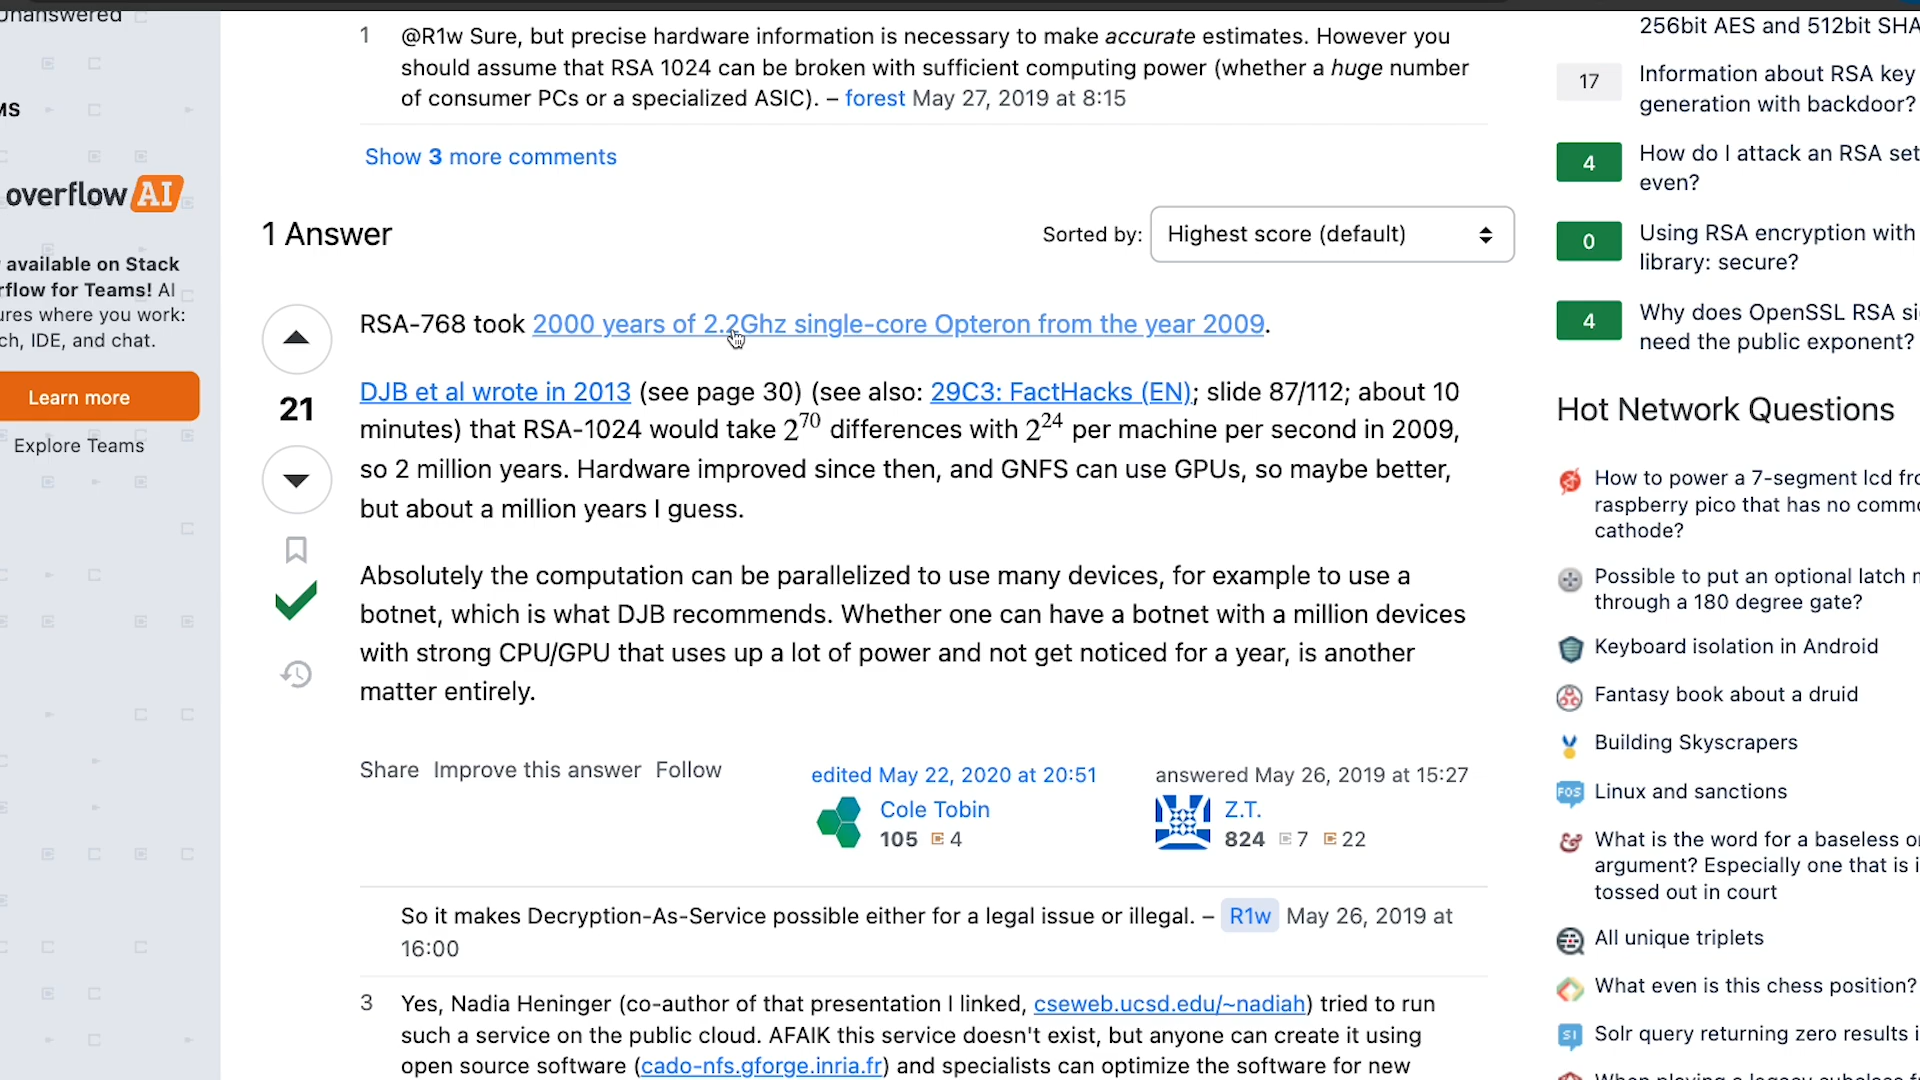 Unanswered
overflow AI
available on Stack
rflow for Teams! AI
ures where you work:
ch, IDE, and chat.
Learn more
Explore Teams
1 @R1w Sure, but precise hardware information is necessary to make accurate estimates. However you
should assume that RSA 1024 can be broken with sufficient computing power (whether a huge number
of consumer PCs or a specialized ASIC). – forest May 27, 2019 at 8:15
Show 3 more comments
1 Answer
Sorted by: Highest score (default)
21
RSA-768 took 2000 years of 2.2Ghz single-core Opteron from the year 2009.
DJB et al wrote in 2013 (see page 30) (see also: 29C3: FactHacks (EN); slide 87/112; about 10
minutes) that RSA-1024 would take 2^70 differences with 2^24 per machine per second in 2009,
so 2 million years. Hardware improved since then, and GNFS can use GPUs, so maybe better,
but about a million years I guess.
Absolutely the computation can be parallelized to use many devices, for example to use a
botnet, which is what DJB recommends. Whether one can have a botnet with a million devices
with strong CPU/GPU that uses up a lot of power and not get noticed for a year, is another
matter entirely.
Share Improve this answer Follow
edited May 22, 2020 at 20:51
Cole Tobin
105 4
answered May 26, 2019 at 15:27
Z.T.
824 7 22
So it makes Decryption-As-Service possible either for a legal issue or illegal. – R1w May 26, 2019 at
16:00
3 Yes, Nadia Heninger (co-author of that presentation I linked, cseweb.ucsd.edu/~nadiah) tried to run
such a service on the public cloud. AFAIK this service doesn't exist, but anyone can create it using
open source software (cado-nfs.gforge.inria.fr) and specialists can optimize the software for new
256bit AES and 512bit SHA
17 Information about RSA key
generation with backdoor?
4 How do I attack an RSA set
even?
0 Using RSA encryption with
library: secure?
4 Why does OpenSSL RSA si
need the public exponent?
Hot Network Questions
How to power a 7-segment lcd fro
raspberry pico that has no commo
cathode?
Possible to put an optional latch
through a 180 degree gate?
Keyboard isolation in Android
Fantasy book about a druid
Building Skyscrapers
FOS Linux and sanctions
What is the word for a baseless o
argument? Especially one that is i
tossed out in court
All unique triplets
What even is this chess position?
SI Solr query returning zero results i